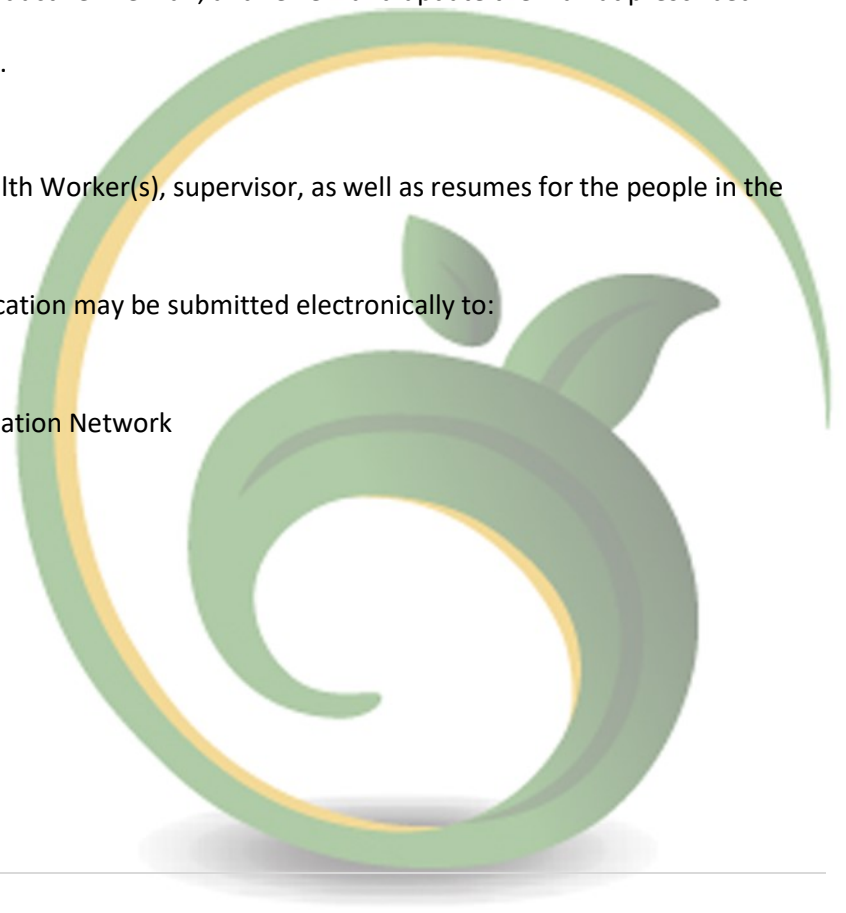 .
lth Worker(s), supervisor, as well as resumes for the people in the
cation may be submitted electronically to:
ation Network